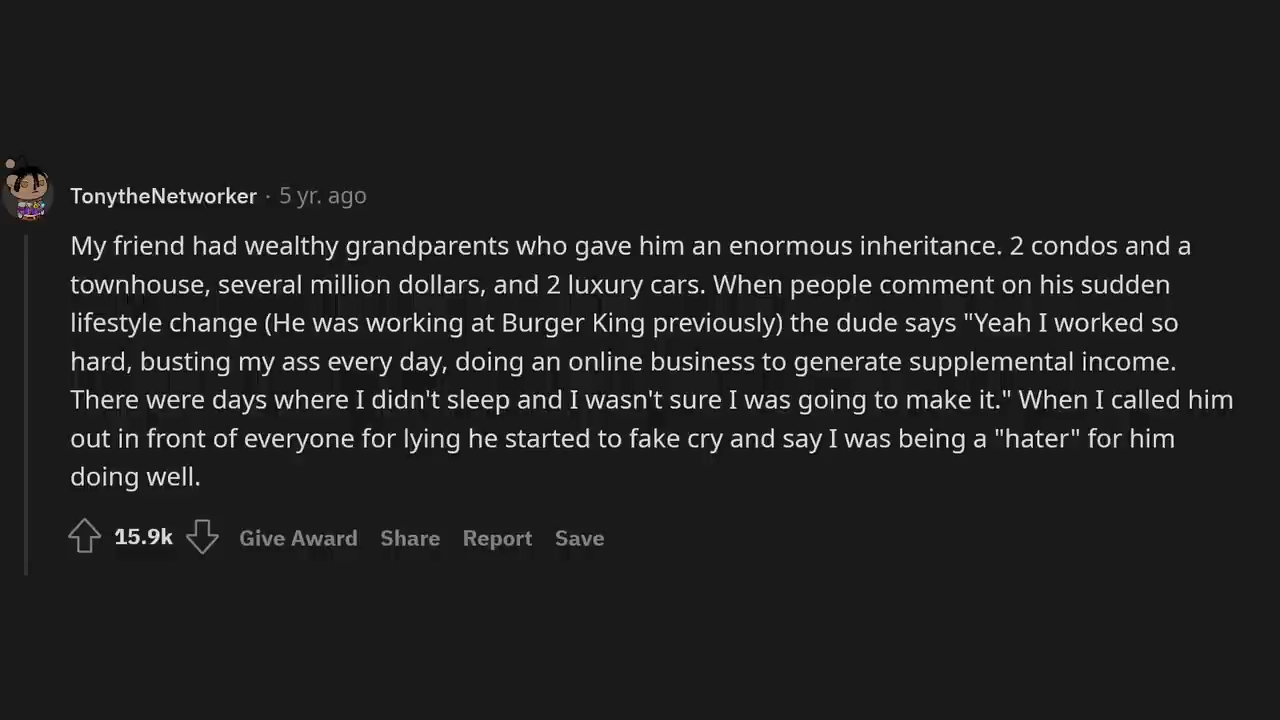 TonytheNetworker · 5 yr. ago
My friend had wealthy grandparents who gave him an enormous inheritance. 2 condos and a
townhouse, several million dollars, and 2 luxury cars. When people comment on his sudden
lifestyle change (He was working at Burger King previously) the dude says "Yeah I worked so
hard, busting my ass every day, doing an online business to generate supplemental income.
There were days where I didn't sleep and I wasn't sure I was going to make it." When I called him
out in front of everyone for lying he started to fake cry and say I was being a "hater" for him
doing well.
15.9k Give Award Share Report Save